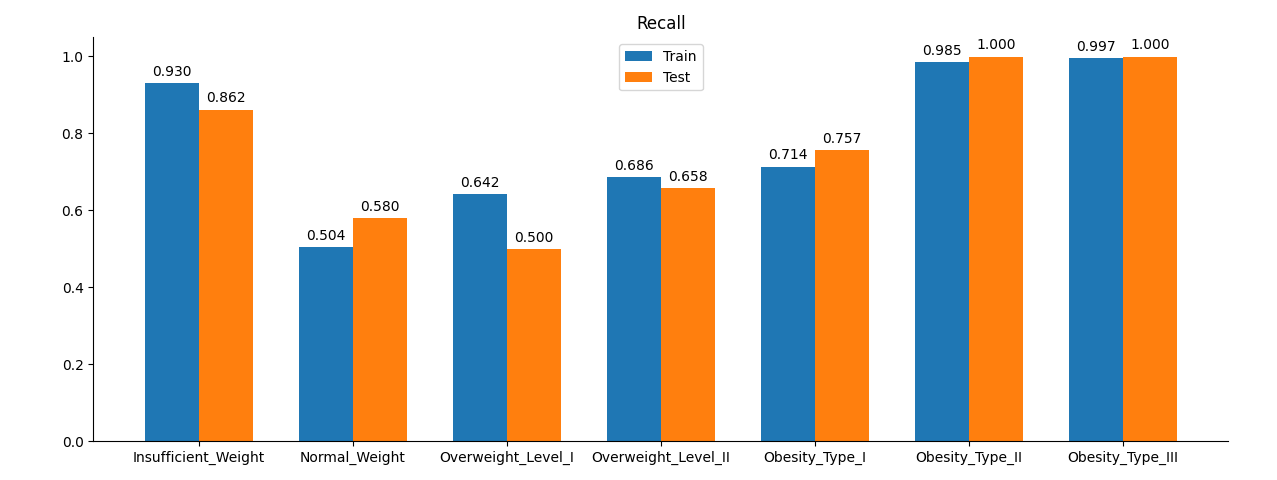 Recall
Train
Test
1.0
0.8
0.6
0.4
0.2
0.0
0.930
0.862
0.504
0.580
0.642
0.500
0.686
0.658
0.714
0.757
0.985
1.000
0.997
1.000
Insufficient_Weight
Normal_Weight
Overweight_Level_I
Overweight_Level_II
Obesity_Type_I
Obesity_Type_II
Obesity_Type_III